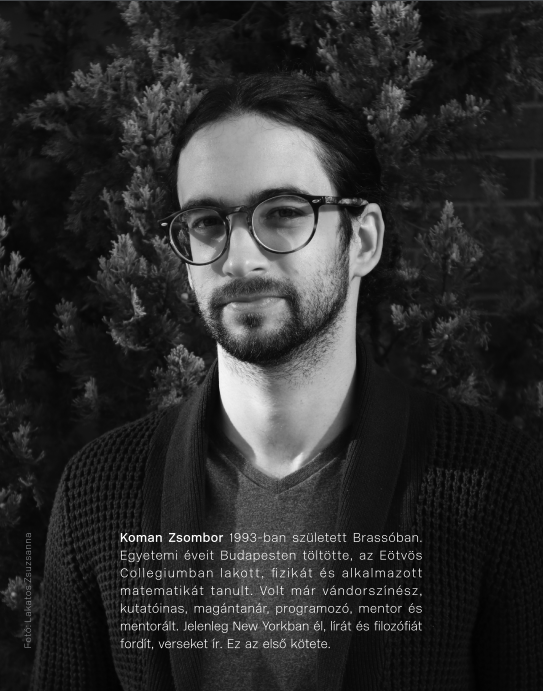 Koman Zsombor 1993-ban született Brassóban.
Egyetemi éveit Budapesten töltötte, az Eötvös
Collegiumban lakott, fizikát és alkalmazott
matematikát tanult. Volt már vándorszínész,
kutatóinas, magántanár, programozó, mentor és
mentorált. Jelenleg New Yorkban él, lírát és filozófiát
fordít, verseket ír. Ez az első kötete.
Fotó: Lakatos Zsuzsanna